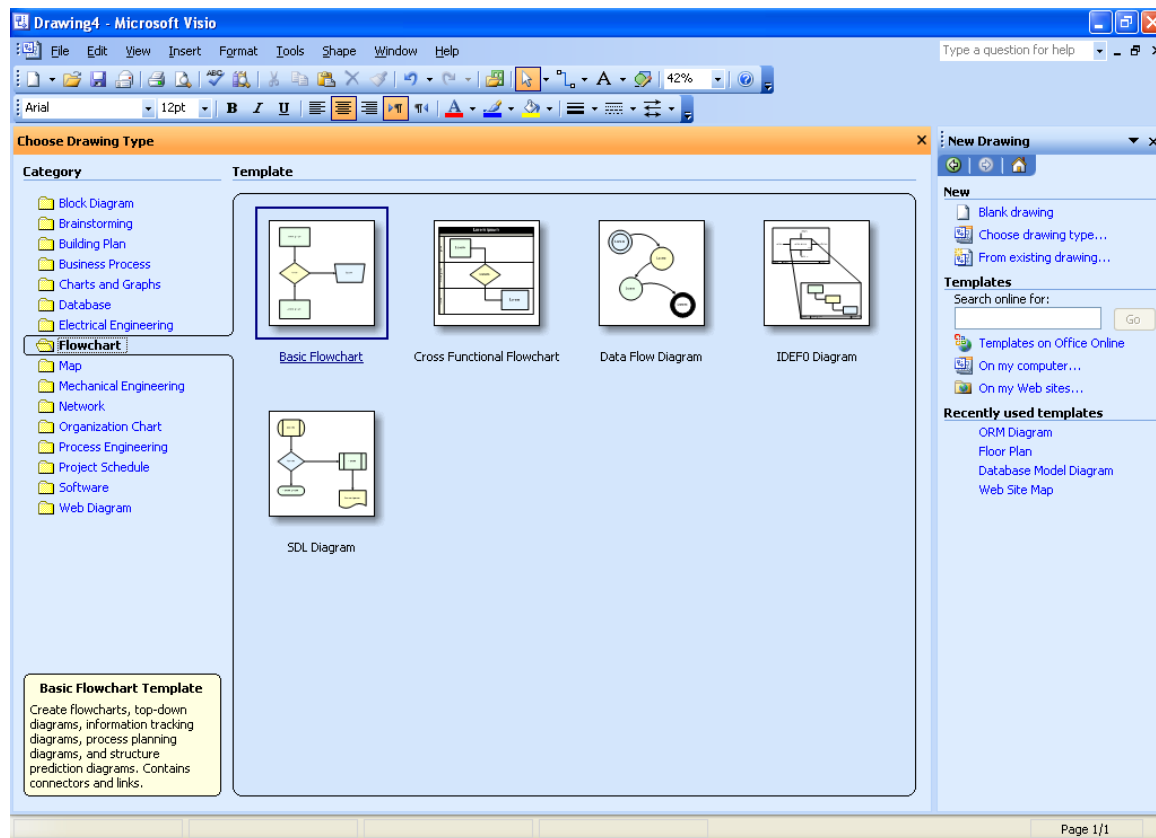 Drawing4 - Microsoft Visio
File Edit View Insert Format Tools Shape Window Help
Type a question for help
ABC
A
42%
Arial
12pt
B I U
A
Choose Drawing Type
New Drawing
Category
Template
Block Diagram
Brainstorming
Building Plan
Business Process
Charts and Graphs
Database
Electrical Engineering
Flowchart
Map
Mechanical Engineering
Network
Organization Chart
Process Engineering
Project Schedule
Software
Web Diagram
Basic Flowchart
Cross Functional Flowchart
Data Flow Diagram
IDEF0 Diagram
SDL Diagram
Basic Flowchart Template
Create flowcharts, top-down
diagrams, information tracking
diagrams, process planning
diagrams, and structure
prediction diagrams. Contains
connectors and links.
New
Blank drawing
Choose drawing type...
From existing drawing...
Templates
Search online for:
Go
Templates on Office Online
On my computer...
On my Web sites...
Recently used templates
ORM Diagram
Floor Plan
Database Model Diagram
Web Site Map
Page 1/1